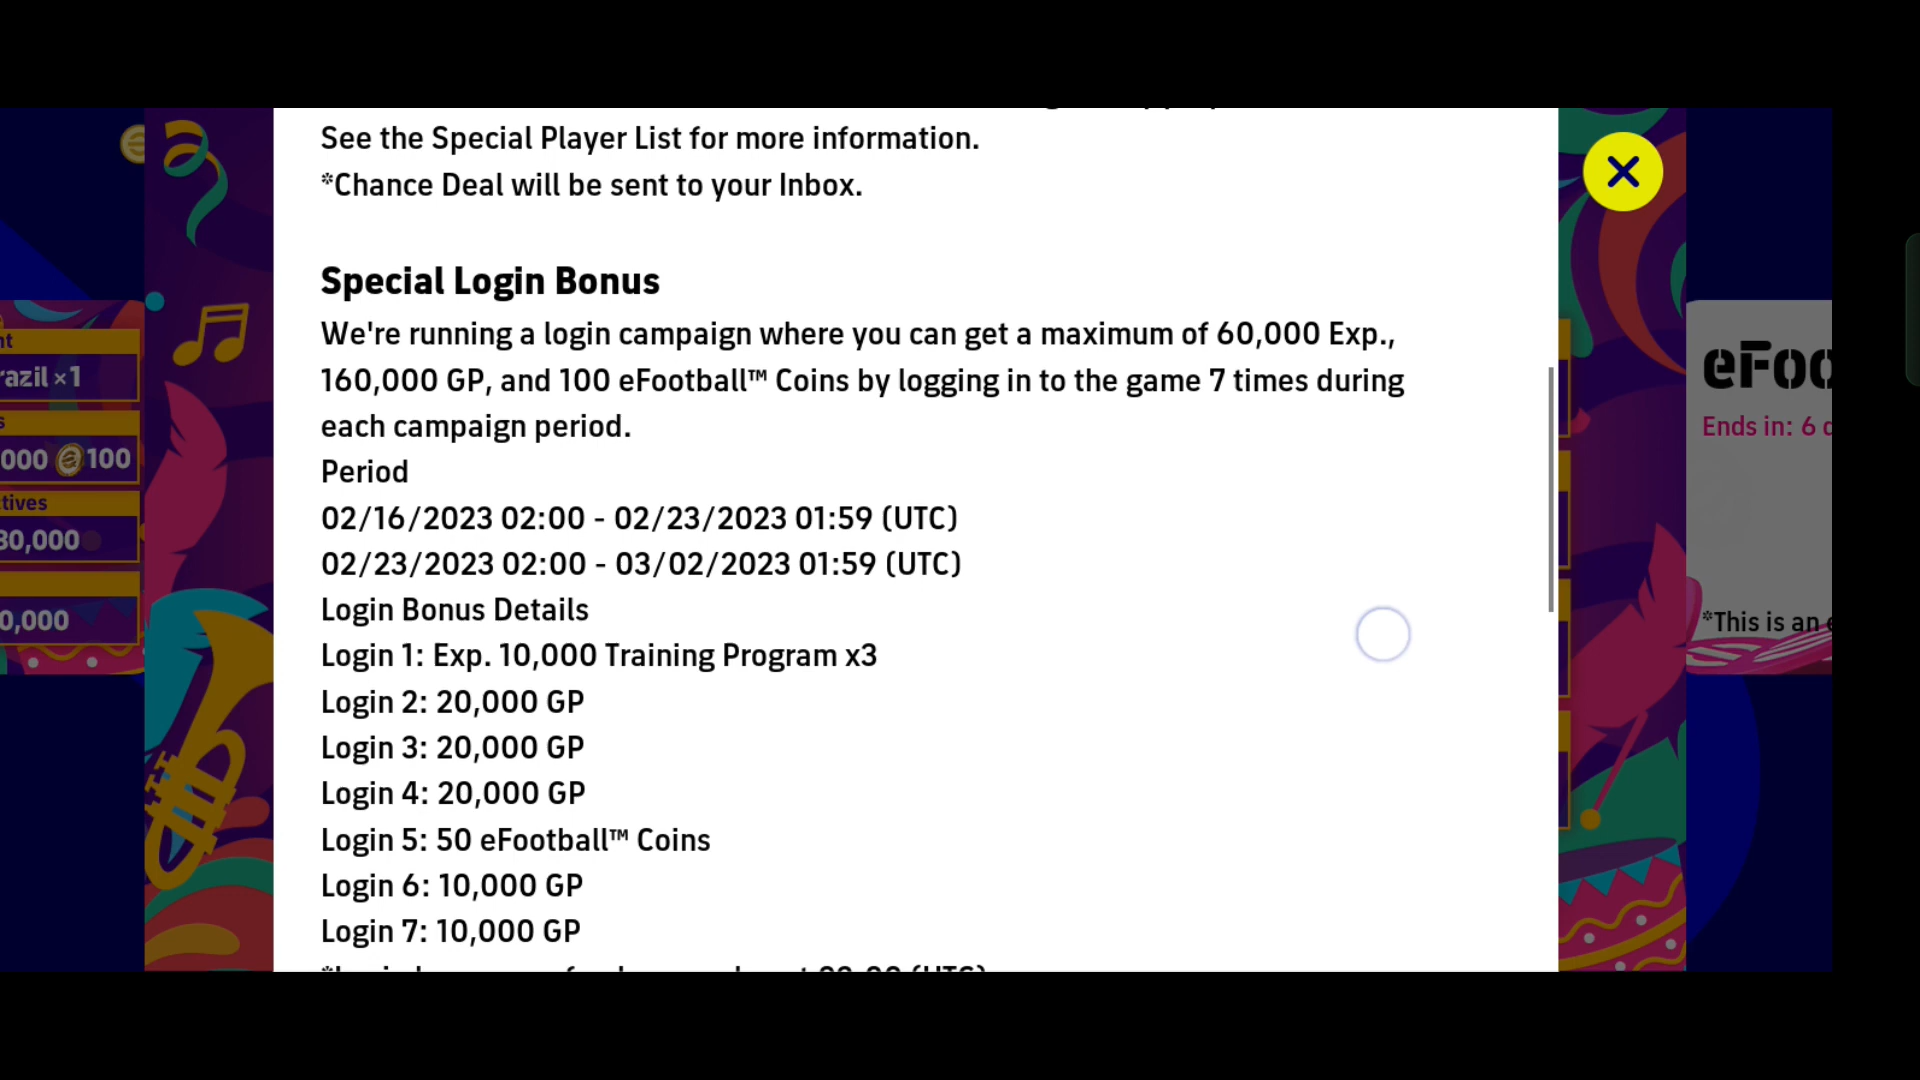 See the Special Player List for more information.
*Chance Deal will be sent to your Inbox.
Special Login Bonus
We're running a login campaign where you can get a maximum of 60,000 Exp.,
160,000 GP, and 100 eFootball™ Coins by logging in to the game 7 times during
each campaign period.
Period
02/16/2023 02:00 - 02/23/2023 01:59 (UTC)
02/23/2023 02:00 - 03/02/2023 01:59 (UTC)
Login Bonus Details
Login 1: Exp. 10,000 Training Program x3
Login 2: 20,000 GP
Login 3: 20,000 GP
Login 4: 20,000 GP
Login 5: 50 eFootball™ Coins
Login 6: 10,000 GP
Login 7: 10,000 GP
nt
razil ×1
s
000 100
ctives
30,000
0,000
eFoo
Ends in: 6 d
*This is an e